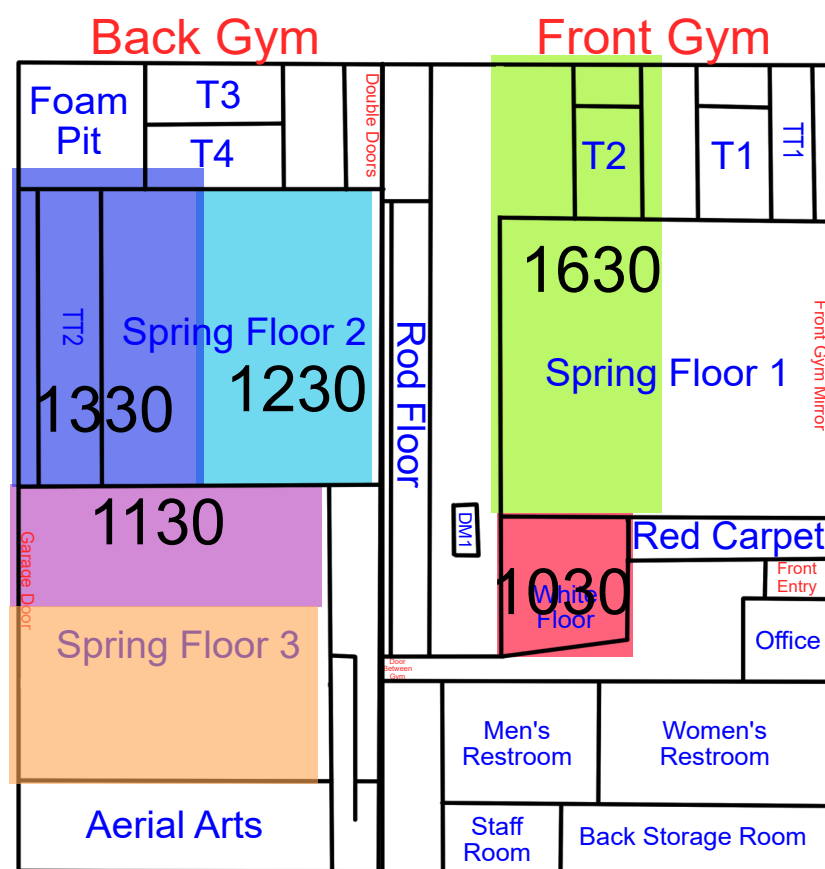 Back Gym
Front Gym
Foam
Pit
T3
T4
Double Doors
T2
T1
TT1
1630
TT2
Spring Floor 2
1330
1230
Rod Floor
Spring Floor 1
Front Gym Mirror
1130
Garage Door
DM1
Red Carpet
1030
White
Floor
Front
Entry
Spring Floor 3
Office
Door
Between
Gym
Men's
Restroom
Women's
Restroom
Aerial Arts
Staff
Room
Back Storage Room